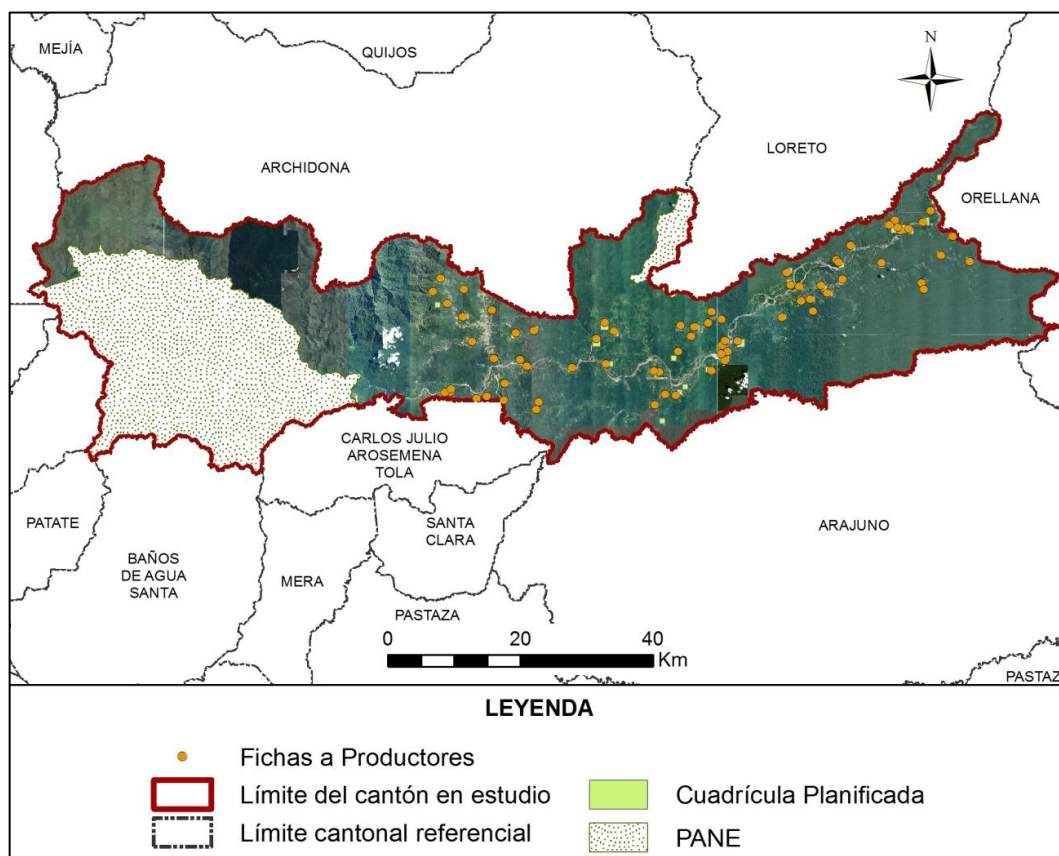 MEJÍA
QUIJOS
N
ARCHIDONA
LORETO
ORELLANA
CARLOS JULIO
AROSEMENA
TOLA
PATATE
BAÑOS
DE AGUA
SANTA
MERA
SANTA
CLARA
ARAJUNO
PASTAZA
0 20 40
Km
PASTAZ
LEYENDA
Fichas a Productores
Límite del cantón en estudio
Cuadrícula Planificada
Límite cantonal referencial
PANE